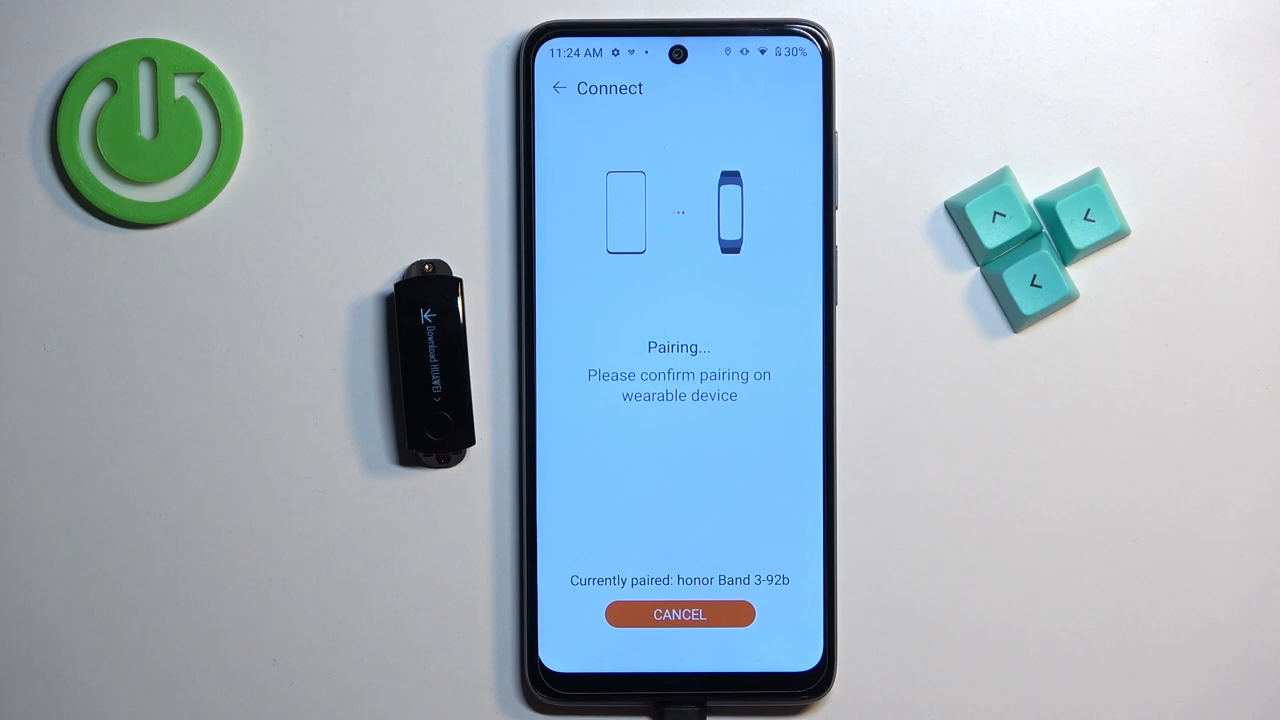 11:24 AM
30%
Connect
Download HUAWEI >
Pairing...
Please confirm pairing on
wearable device
Currently paired: honor Band 3-92b
CANCEL